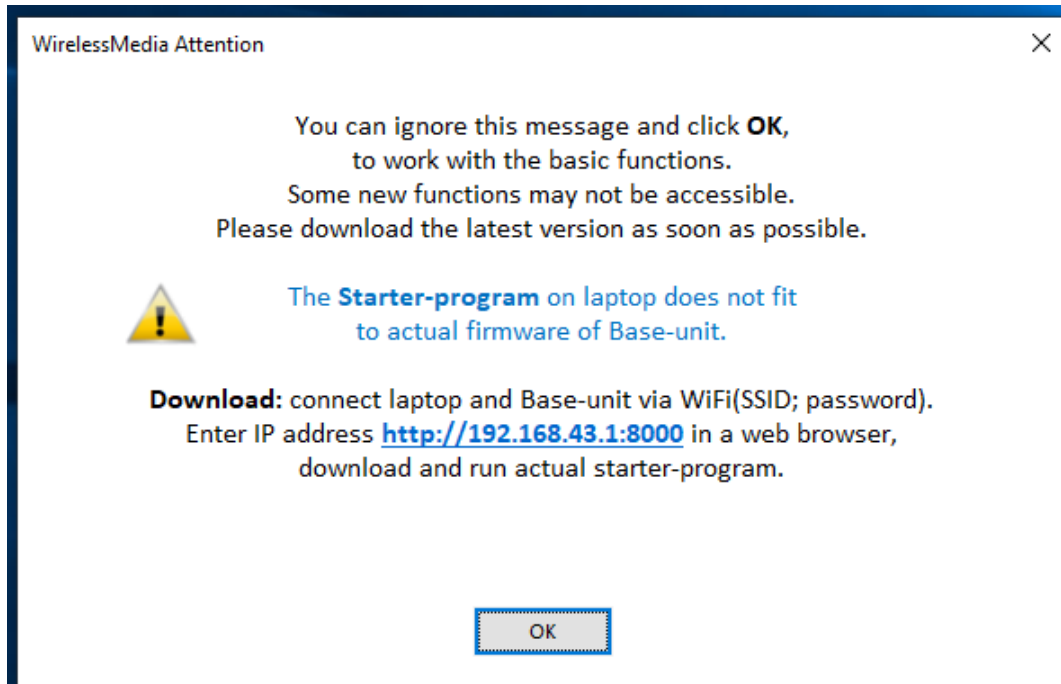 WirelessMedia Attention
You can ignore this message and click OK,
to work with the basic functions.
Some new functions may not be accessible.
Please download the latest version as soon as possible.
The Starter-program on laptop does not fit
to actual firmware of Base-unit.
Download: connect laptop and Base-unit via WiFi(SSID; password).
Enter IP address http://192.168.43.1:8000 in a web browser,
download and run actual starter-program.
OK